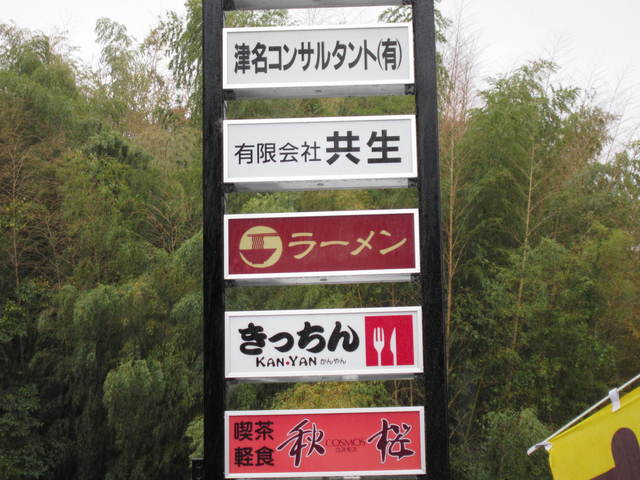 津名コンサルタント(有)
有限会社 共生
ラーメン
きっちん
KAN・YAN かんやん
喫茶
軽食
秋 COSMOS 桜
コスモス